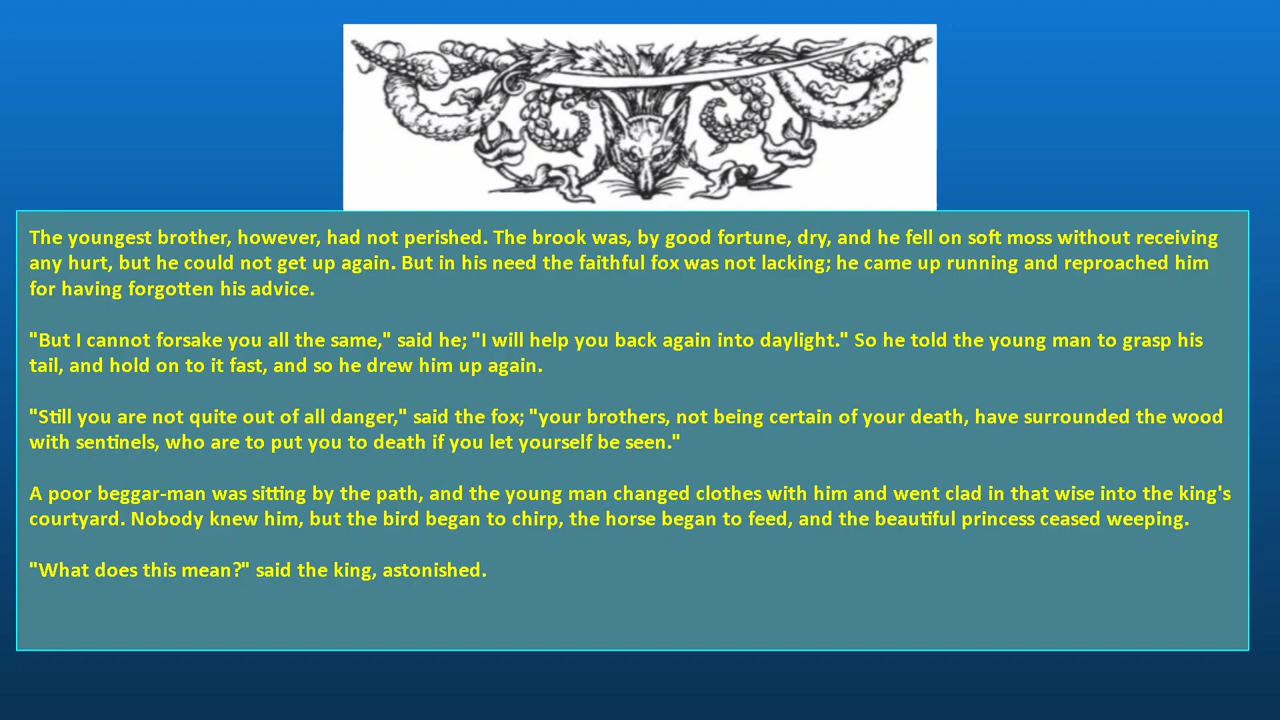 The youngest brother, however, had not perished. The brook was, by good fortune, dry, and he fell on soft moss without receiving
any hurt, but he could not get up again. But in his need the faithful fox was not lacking; he came up running and reproached him
for having forgotten his advice.
"But I cannot forsake you all the same," said he; "I will help you back again into daylight." So he told the young man to grasp his
tail, and hold on to it fast, and so he drew him up again.
"Still you are not quite out of all danger," said the fox; "your brothers, not being certain of your death, have surrounded the wood
with sentinels, who are to put you to death if you let yourself be seen."
A poor beggar-man was sitting by the path, and the young man changed clothes with him and went clad in that wise into the king's
courtyard. Nobody knew him, but the bird began to chirp, the horse began to feed, and the beautiful princess ceased weeping.
"What does this mean?" said the king, astonished.